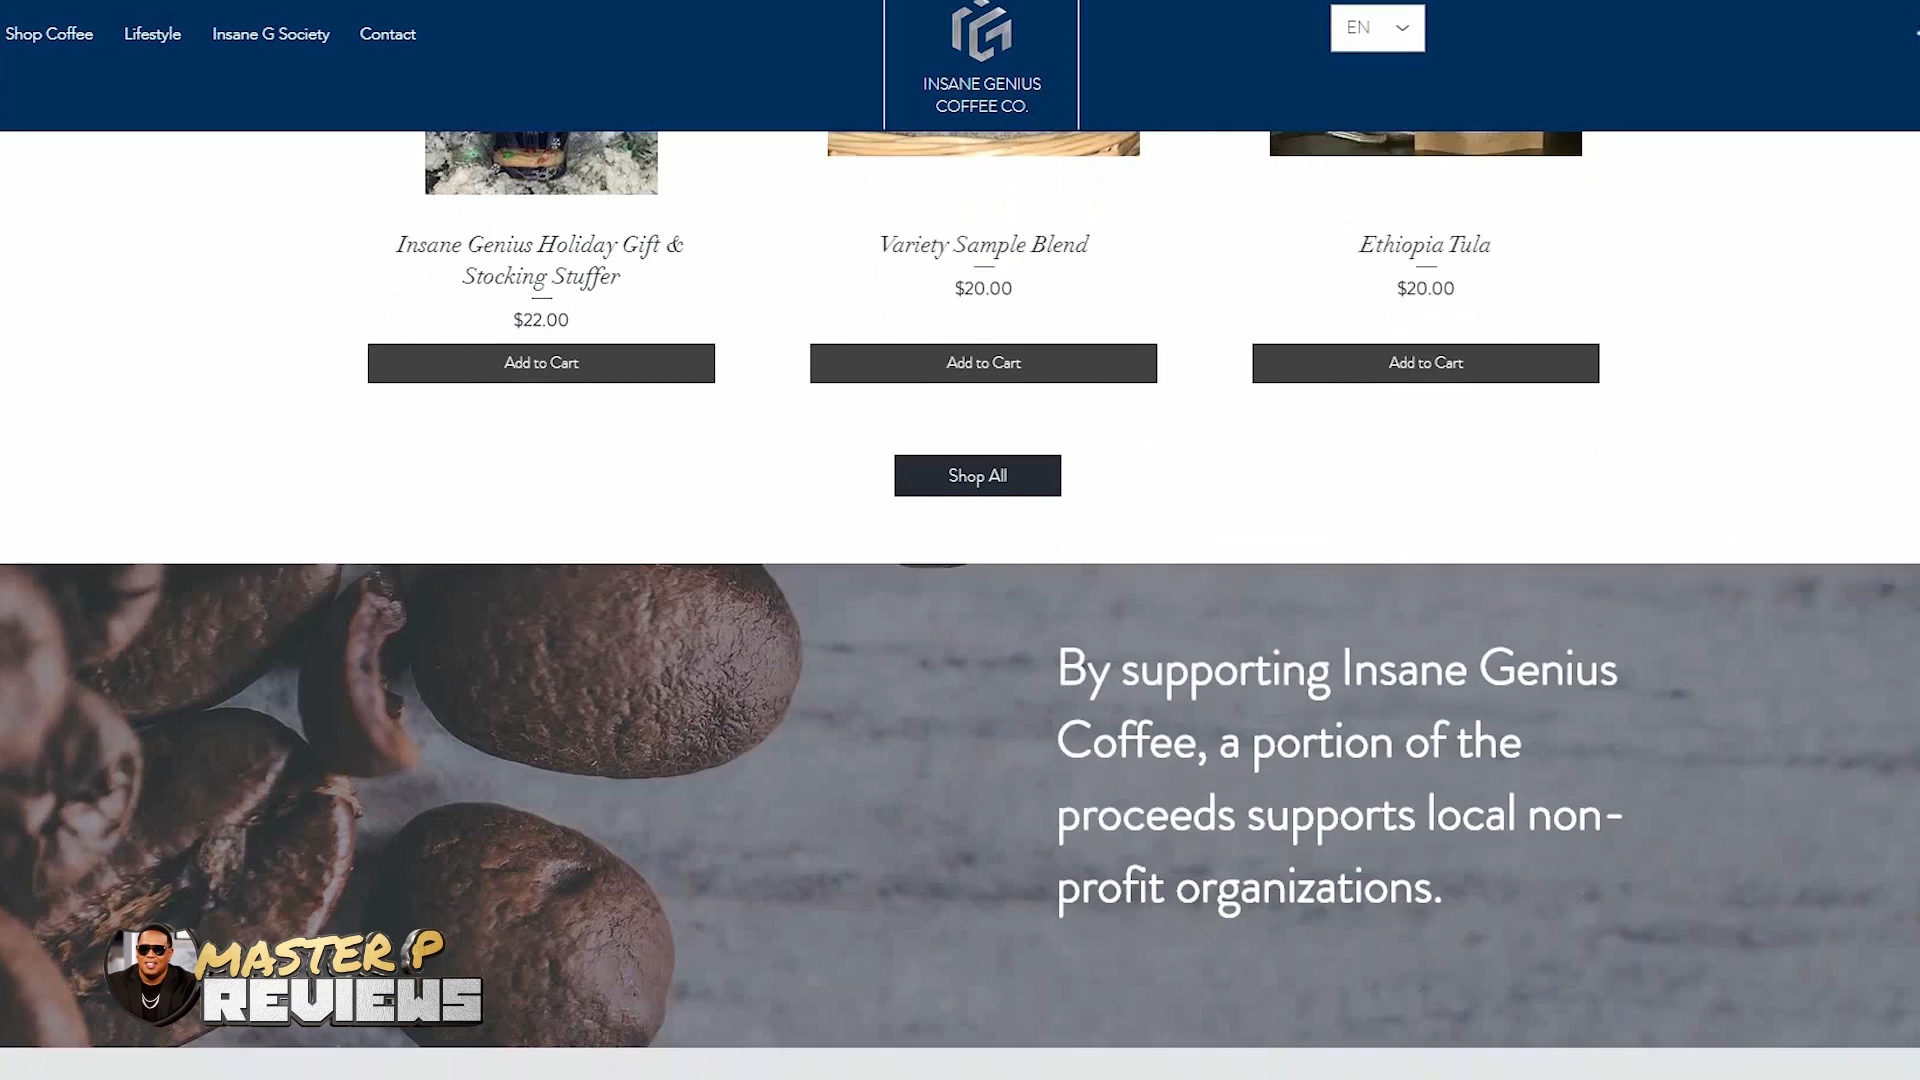 Shop Coffee Lifestyle Insane G Society Contact
INSANE GENIUS
COFFEE CO.
EN
Insane Genius Holiday Gift &
Stocking Stuffer
$22.00
Add to Cart
Variety Sample Blend
$20.00
Add to Cart
Ethiopia Tula
$20.00
Add to Cart
Shop All
By supporting Insane Genius
Coffee, a portion of the
proceeds supports local non-
profit organizations.
MASTER P
REVIEWS